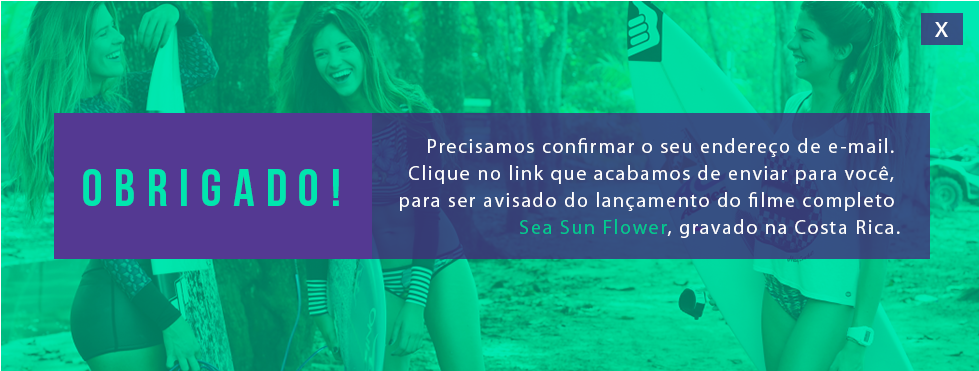 X
OBRIGADO!
Precisamos confirmar o seu endereço de e-mail.
Clique no link que acabamos de enviar para você,
para ser avisado do lançamento do filme completo
Sea Sun Flower, gravado na Costa Rica.